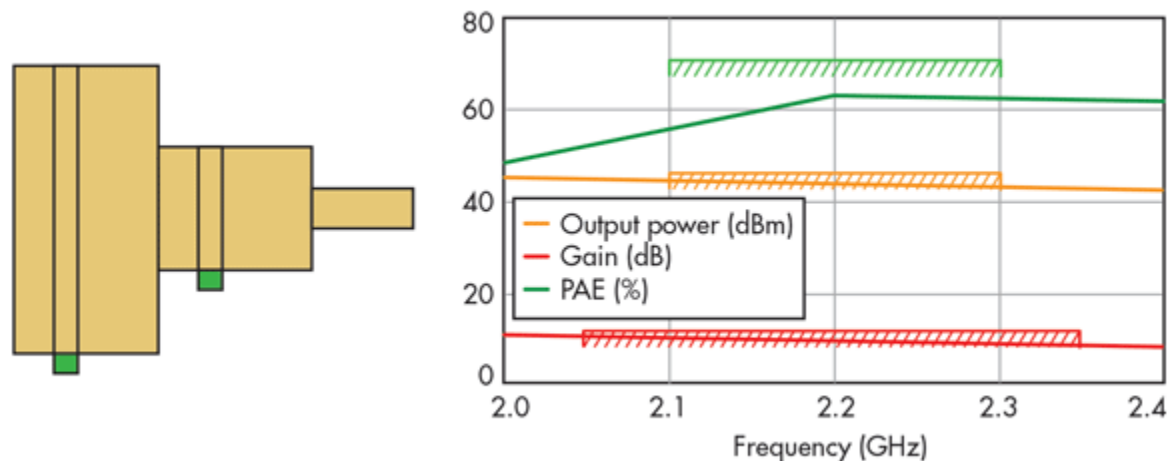 80
60
40
20
0
Output power (dBm)
Gain (dB)
PAE (%)
2.0 2.1 2.2 2.3 2.4
Frequency (GHz)